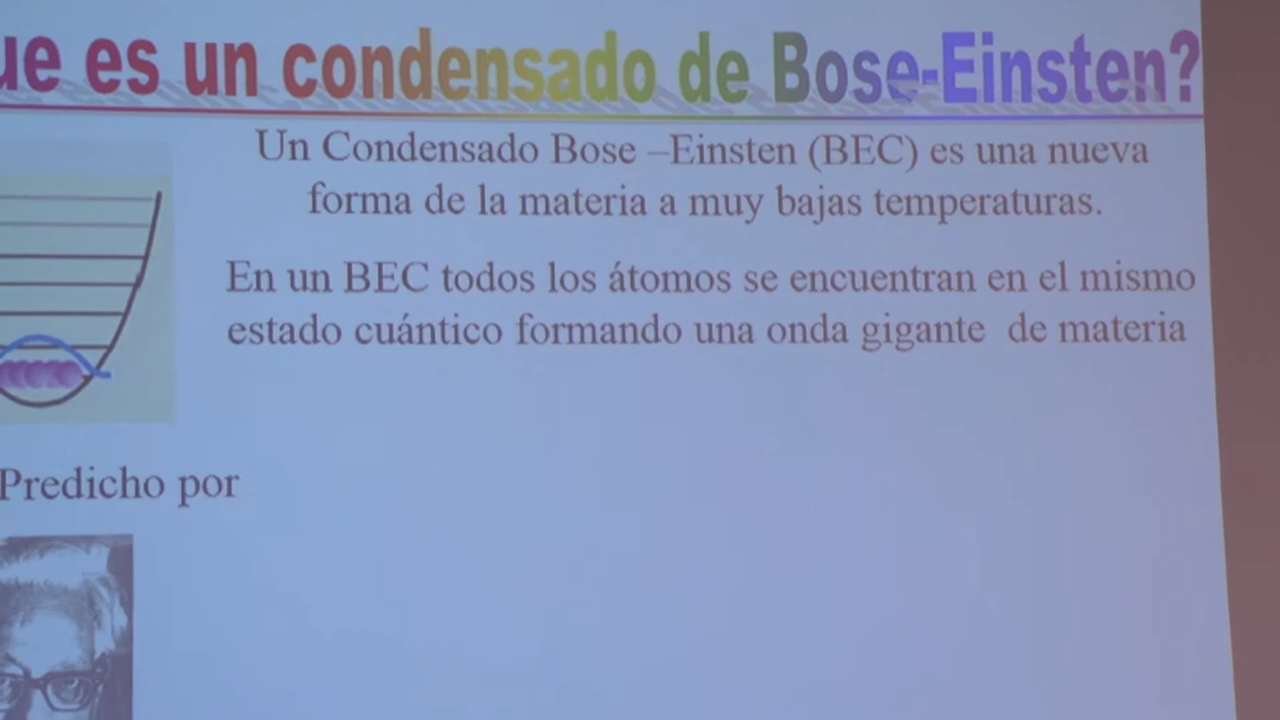 ue es un condensado de Bose-Einsten?
Un Condensado Bose –Einsten (BEC) es una nueva
forma de la materia a muy bajas temperaturas.
En un BEC todos los átomos se encuentran en el mismo
estado cuántico formando una onda gigante de materia
Predicho por